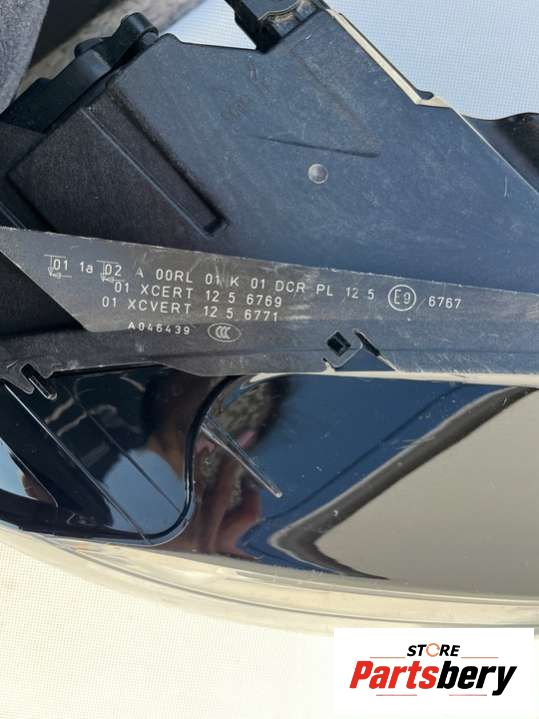 01 1a 02 A 00RL 01 K 01 DCR PL 12 5 E9 6767
01 XCERT 12 5 6769
01 XCVERT 12 5 6771
A046439 CCC
STORE
Partsbery